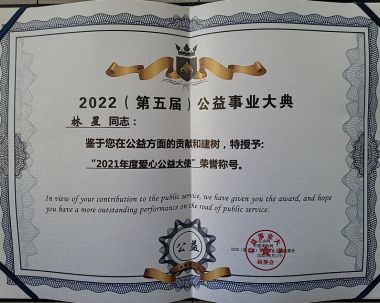 2022（第五届）公益事业大典
林星 同志：
鉴于您在公益方面的贡献和建树，特授予：
“2021年度爱心公益大使”荣誉称号。
In view of your contribution to the public service, we have given you the award, and hope
you have a more outstanding performance on the road of public service.
公益
组委会